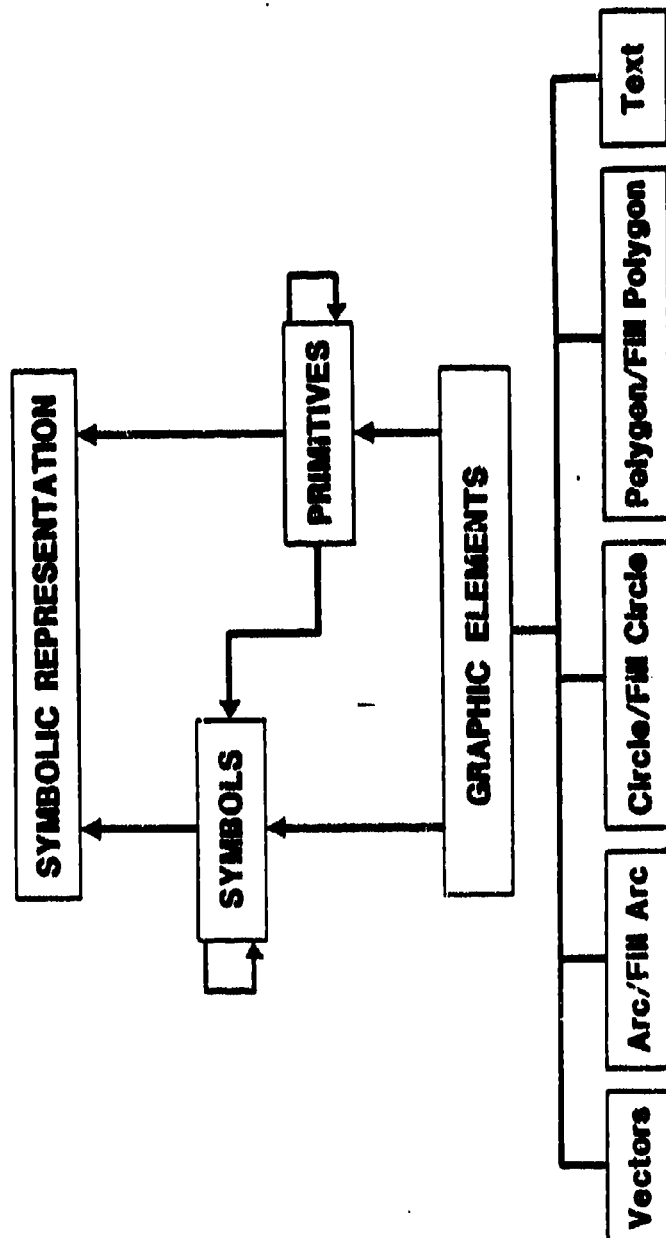 SYMBOLIC REPRESENTATION
SYMBOLS
PRIMITIVES
GRAPHIC ELEMENTS
Vectors
Arc/Fill Arc
Circle/Fill Circle
Polygon/Fill Polygon
Text